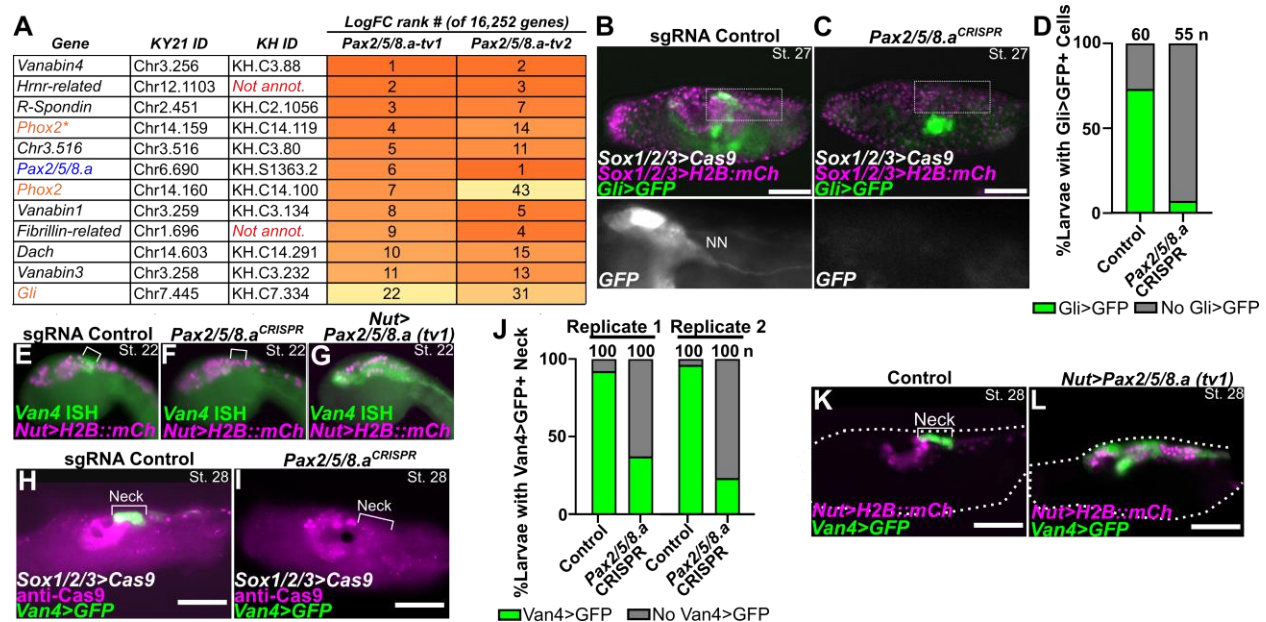 A
LogFC rank # (of 16,252 genes)
Gene KY21 ID KH ID Pax2/5/8.a-tv1 Pax2/5/8.a-tv2
Vanabin4 Chr3.256 KH.C3.88 1 2
Hrnr-related Chr12.1103 Not annot. 2 3
R-Spondin Chr2.451 KH.C2.1056 3 7
Phox2* Chr14.159 KH.C14.119 4 14
Chr3.516 Chr3.516 KH.C3.80 5 11
Pax2/5/8.a Chr6.690 KH.S1363.2 6 1
Phox2 Chr14.160 KH.C14.100 7 43
Vanabin1 Chr3.259 KH.C3.134 8 5
Fibrillin-related Chr1.696 Not annot. 9 4
Dach Chr14.603 KH.C14.291 10 15
Vanabin3 Chr3.258 KH.C3.232 11 13
Gli Chr7.445 KH.C7.334 22 31
B
sgRNA Control
St. 27
Sox1/2/3>Cas9
Sox1/2/3>H2B::mCh
Gli>GFP
NN
GFP
C
Pax2/5/8.aCRISPR
St. 27
Sox1/2/3>Cas9
Sox1/2/3>H2B::mCh
Gli>GFP
GFP
D
%Larvae with Gli>GFP+ Cells
60 55 n
100
50
0
Control
Pax2/5/8.a
CRISPR
Gli>GFP No Gli>GFP
sgRNA Control
E
St. 22
Van4 ISH
Nut>H2B::mCh
Pax2/5/8.aCRISPR
F
St. 22
Van4 ISH
Nut>H2B::mCh
Nut>
Pax2/5/8.a (tv1)
G
St. 22
Van4 ISH
Nut>H2B::mCh
sgRNA Control
H
St. 28
Neck
Sox1/2/3>Cas9
anti-Cas9
Van4>GFP
Pax2/5/8.aCRISPR
I
St. 28
Neck
Sox1/2/3>Cas9
anti-Cas9
Van4>GFP
J
Replicate 1 Replicate 2
100 100 100 100 n
%Larvae with Van4>GFP+ Neck
100
50
0
Control
Pax2/5/8.a
CRISPR
Control
Pax2/5/8.a
CRISPR
Van4>GFP No Van4>GFP
Control
K
St. 28
Neck
Nut>H2B::mCh
Van4>GFP
Nut>Pax2/5/8.a (tv1)
L
St. 28
Nut>H2B::mCh
Van4>GFP